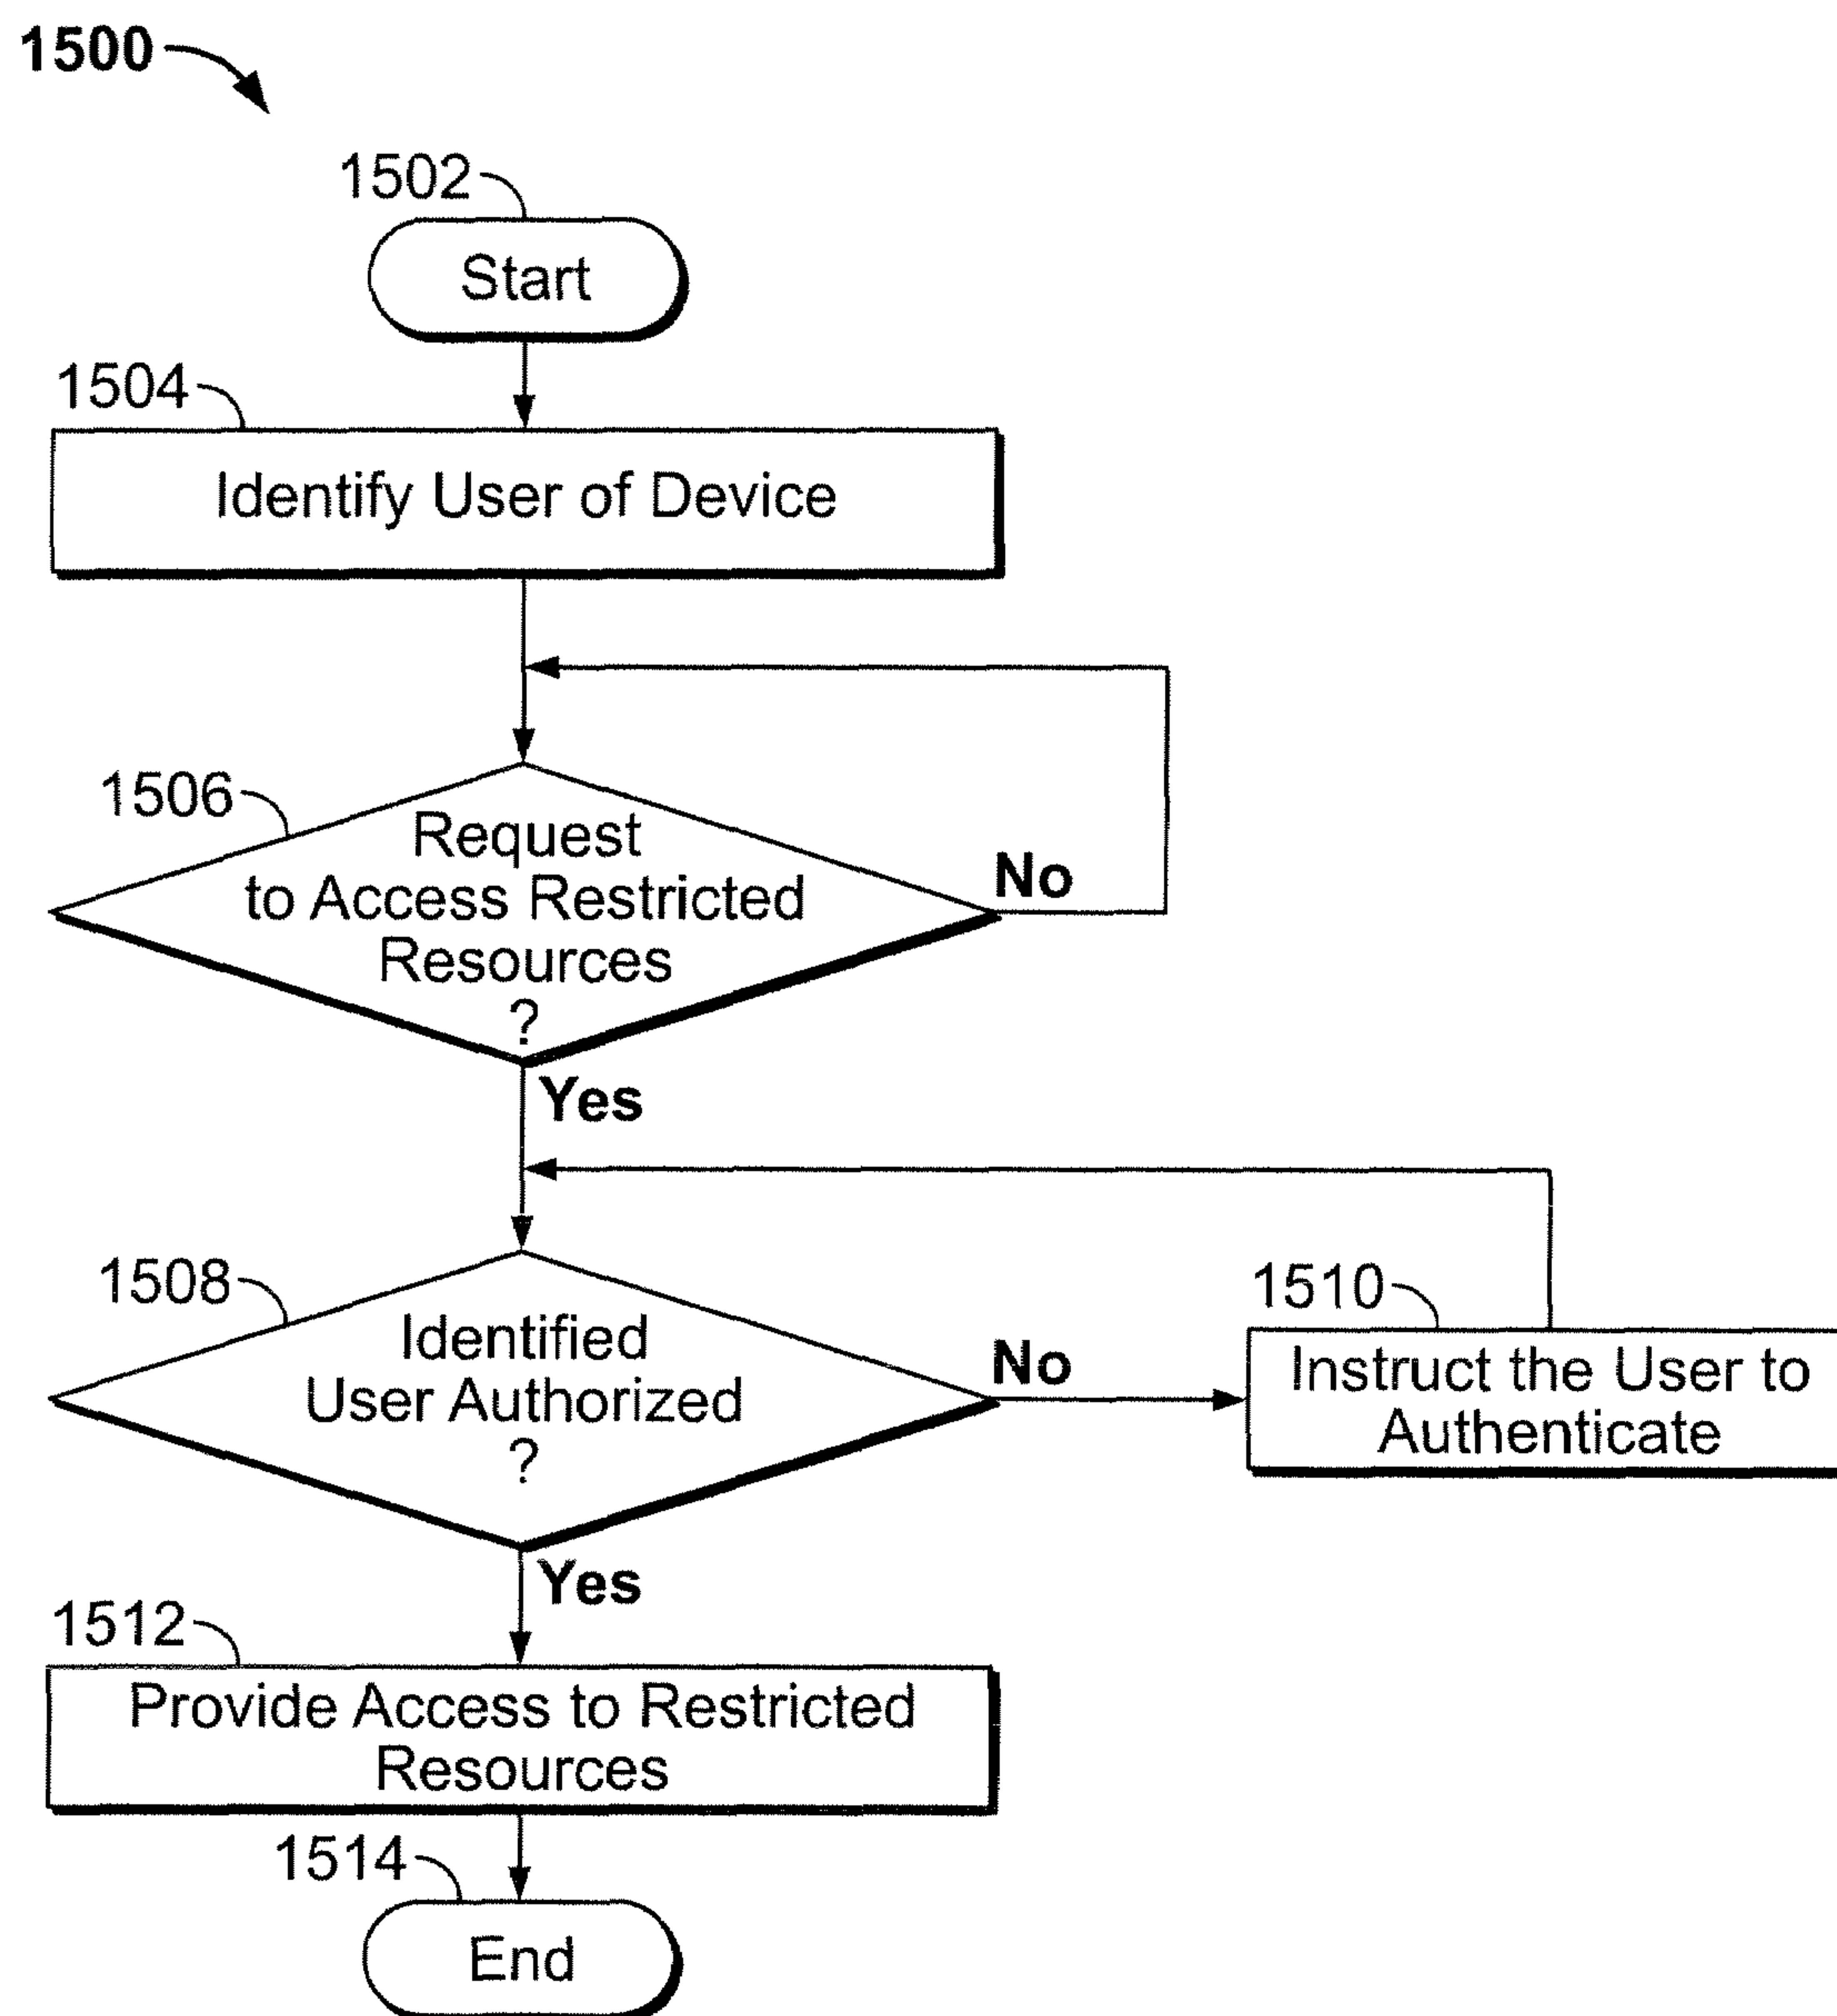 1500
1502
Start
1504
Identify User of Device
1506
Request
to Access Restricted
Resources
?
No
Yes
1508
Identified
User Authorized
?
No
1510
Instruct the User to
Authenticate
Yes
1512
Provide Access to Restricted
Resources
1514
End